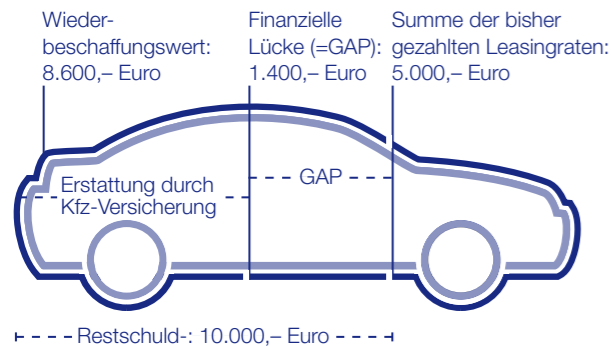 Wieder-
beschaffungswert:
8.600,– Euro
Finanzielle
Lücke (=GAP):
1.400,– Euro
Summe der bisher
gezahlten Leasingraten:
5.000,– Euro
Erstattung durch
Kfz-Versicherung
GAP
Restschuld-: 10.000,– Euro